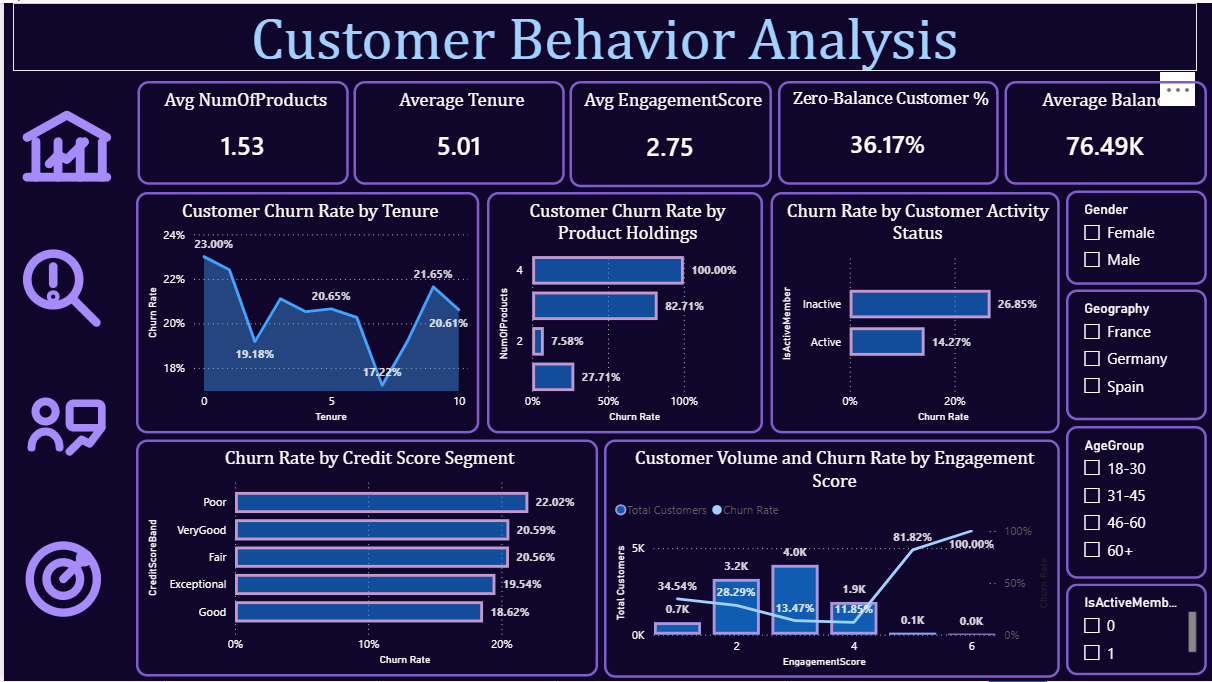 Customer Behavior Analysis
Avg NumOfProducts
1.53
Average Tenure
5.01
Avg EngagementScore
2.75
Zero-Balance Customer %
36.17%
Average Balan
76.49K
Customer Churn Rate by Tenure
Churn Rate
24%
22%
20%
18%
23.00%
19.18%
20.65%
17.22%
21.65%
20.61%
0
5
10
Tenure
Customer Churn Rate by
Product Holdings
NumOfProducts
4
100.00%
82.71%
2
7.58%
27.71%
0%
50%
100%
Churn Rate
Churn Rate by Customer Activity
Status
IsActiveMember
Inactive
26.85%
Active
14.27%
0%
20%
Churn Rate
Gender
Female
Male
Geography
France
Germany
Spain
AgeGroup
18-30
31-45
46-60
60+
IsActiveMemb...
0
1
Churn Rate by Credit Score Segment
CreditScoreBand
Poor
22.02%
VeryGood
20.59%
Fair
20.56%
Exceptional
19.54%
Good
18.62%
0%
10%
20%
Churn Rate
Customer Volume and Churn Rate by Engagement
Score
Total Customers
Churn Rate
Total Customers
5K
0K
34.54%
0.7K
3.2K
28.29%
4.0K
13.47%
1.9K
11.85%
81.82%
0.1K
100.00%
0.0K
100%
50%
0%
Churn Rate
2
4
6
EngagementScore